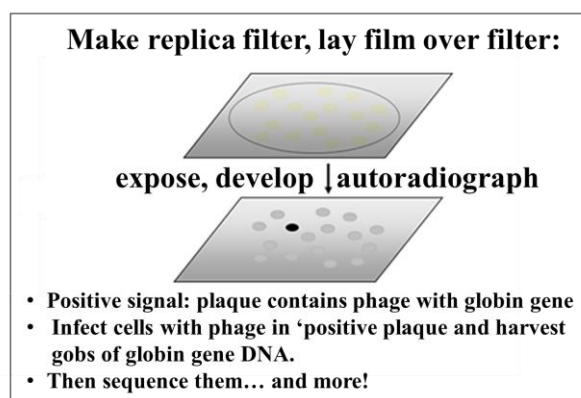 Make replica filter, lay film over filter:
expose, develop autoradiograph
• Positive signal: plaque contains phage with globin gene
• Infect cells with phage in ‘positive plaque and harvest
gobs of globin gene DNA.
• Then sequence them… and more!